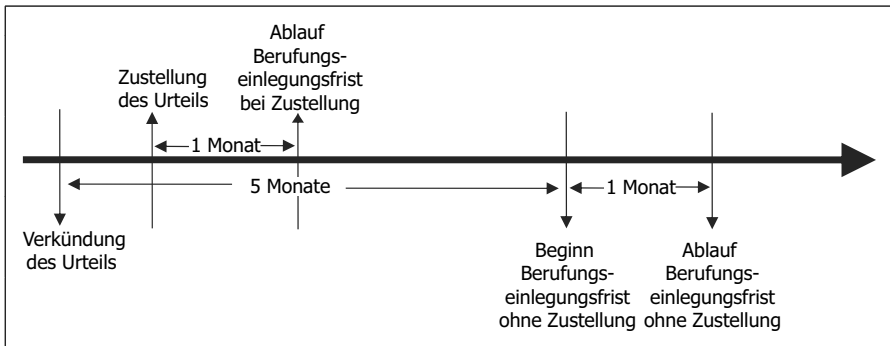 Zustellung
des Urteils
Ablauf
Berufungs-
einlegungsfrist
bei Zustellung
1 Monat
5 Monate
1 Monat
Verkündung
des Urteils
Beginn
Berufungs-
einlegungsfrist
ohne Zustellung
Ablauf
Berufungs-
einlegungsfrist
ohne Zustellung